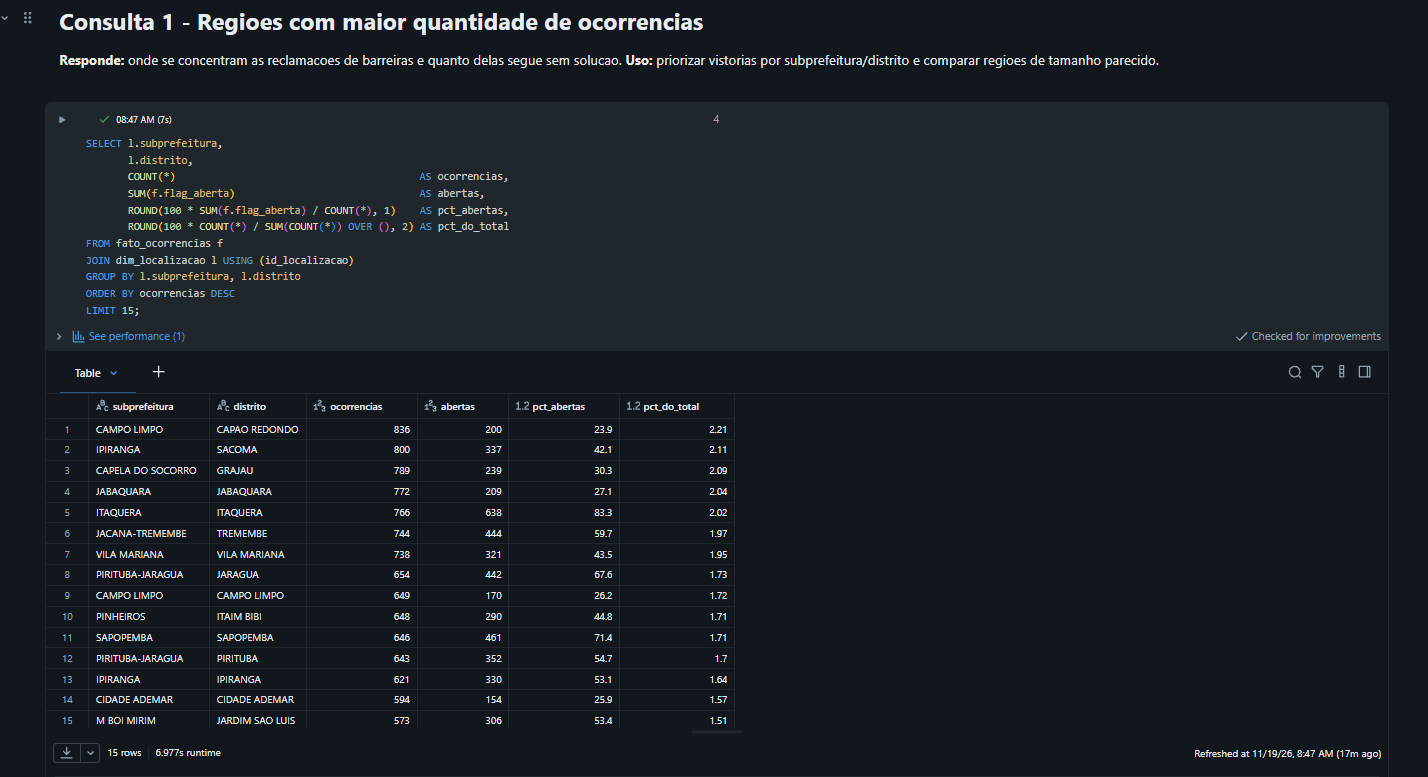 Consulta 1 - Regioes com maior quantidade de ocorrencias
Responde: onde se concentram as reclamacoes de barreiras e quanto delas segue sem solucao. Uso: priorizar vistorias por subprefeitura/distrito e comparar regioes de tamanho parecido.
08:47 AM (7s) 4
SELECT l.subprefeitura,
l.distrito,
COUNT(*) AS ocorrencias,
SUM(f.flag_aberta) AS abertas,
ROUND(100 * SUM(f.flag_aberta) / COUNT(*), 1) AS pct_abertas,
ROUND(100 * COUNT(*) / SUM(COUNT(*)) OVER (), 2) AS pct_do_total
FROM fato_ocorrencias f
JOIN dim_localizacao l USING (id_localizacao)
GROUP BY l.subprefeitura, l.distrito
ORDER BY ocorrencias DESC
LIMIT 15;
See performance (1) Checked for improvements
Table
subprefeitura distrito ocorrencias abertas 1.2 pct_abertas 1.2 pct_do_total
1 CAMPO LIMPO CAPAO REDONDO 836 200 23.9 2.21
2 IPIRANGA SACOMA 800 337 42.1 2.11
3 CAPELA DO SOCORRO GRAJAU 789 239 30.3 2.09
4 JABAQUARA JABAQUARA 772 209 27.1 2.04
5 ITAQUERA ITAQUERA 766 638 83.3 2.02
6 JACANA-TREMEMBE TREMEMBE 744 444 59.7 1.97
7 VILA MARIANA VILA MARIANA 738 321 43.5 1.95
8 PIRITUBA-JARAGUA JARAGUA 654 442 67.6 1.73
9 CAMPO LIMPO CAMPO LIMPO 649 170 26.2 1.72
10 PINHEIROS ITAIM BIBI 648 290 44.8 1.71
11 SAPOPEMBA SAPOPEMBA 646 461 71.4 1.71
12 PIRITUBA-JARAGUA PIRITUBA 643 352 54.7 1.7
13 IPIRANGA IPIRANGA 621 330 53.1 1.64
14 CIDADE ADEMAR CIDADE ADEMAR 594 154 25.9 1.57
15 M BOI MIRIM JARDIM SAO LUIS 573 306 53.4 1.51
15 rows 6.977s runtime Refreshed at 11/19/26, 8:47 AM (17m ago)